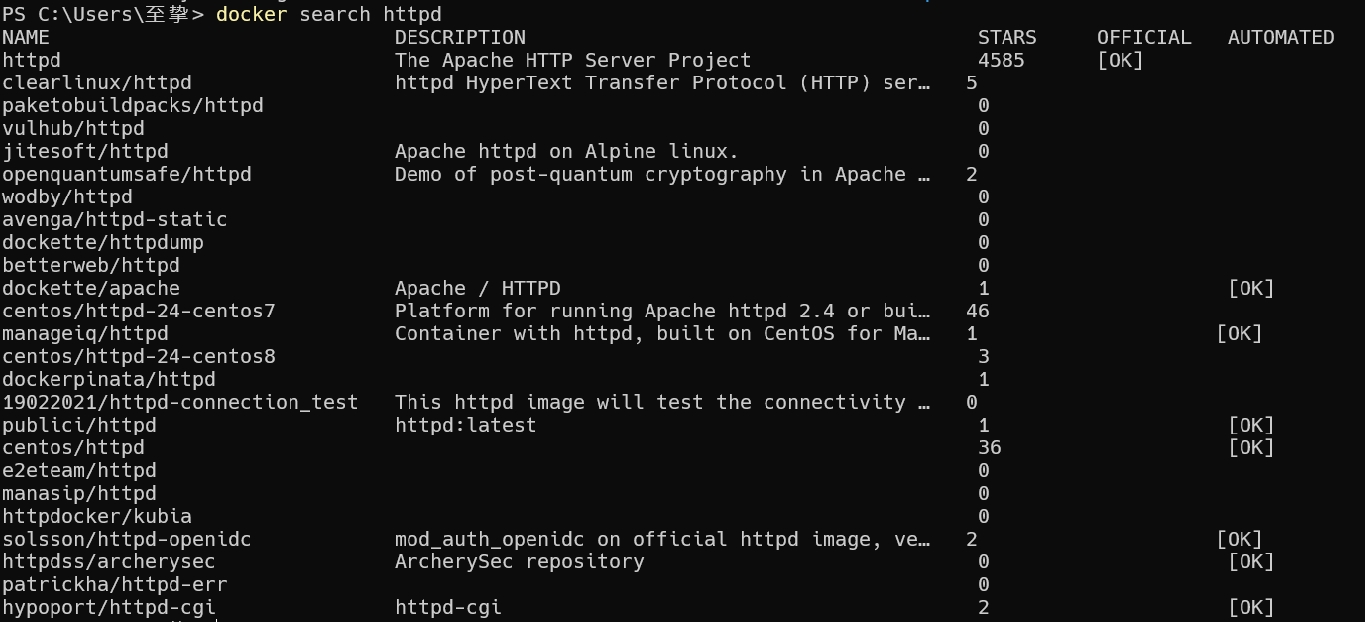 PS C:\Users\至挚> docker search httpd
NAME DESCRIPTION STARS OFFICIAL AUTOMATED
httpd The Apache HTTP Server Project 4585 [OK]
clearlinux/httpd httpd HyperText Transfer Protocol (HTTP) ser… 5
paketobuildpacks/httpd 0
vulhub/httpd 0
jitesoft/httpd Apache httpd on Alpine linux. 0
openquantumsafe/httpd Demo of post-quantum cryptography in Apache … 2
wodby/httpd 0
avenga/httpd-static 0
dockette/httpdump 0
betterweb/httpd 0
dockette/apache Apache / HTTPD 1 [OK]
centos/httpd-24-centos7 Platform for running Apache httpd 2.4 or bui… 46
manageiq/httpd Container with httpd, built on CentOS for Ma… 1 [OK]
centos/httpd-24-centos8 3
dockerpinata/httpd 1
19022021/httpd-connection_test This httpd image will test the connectivity … 0
publici/httpd httpd:latest 1 [OK]
centos/httpd 36 [OK]
e2eteam/httpd 0
manasip/httpd 0
httpdocker/kubia 0
solsson/httpd-openidc mod_auth_openidc on official httpd image, ve… 2 [OK]
httpdss/archerysec ArcherySec repository 0 [OK]
patrickha/httpd-err 0
hypoport/httpd-cgi httpd-cgi 2 [OK]